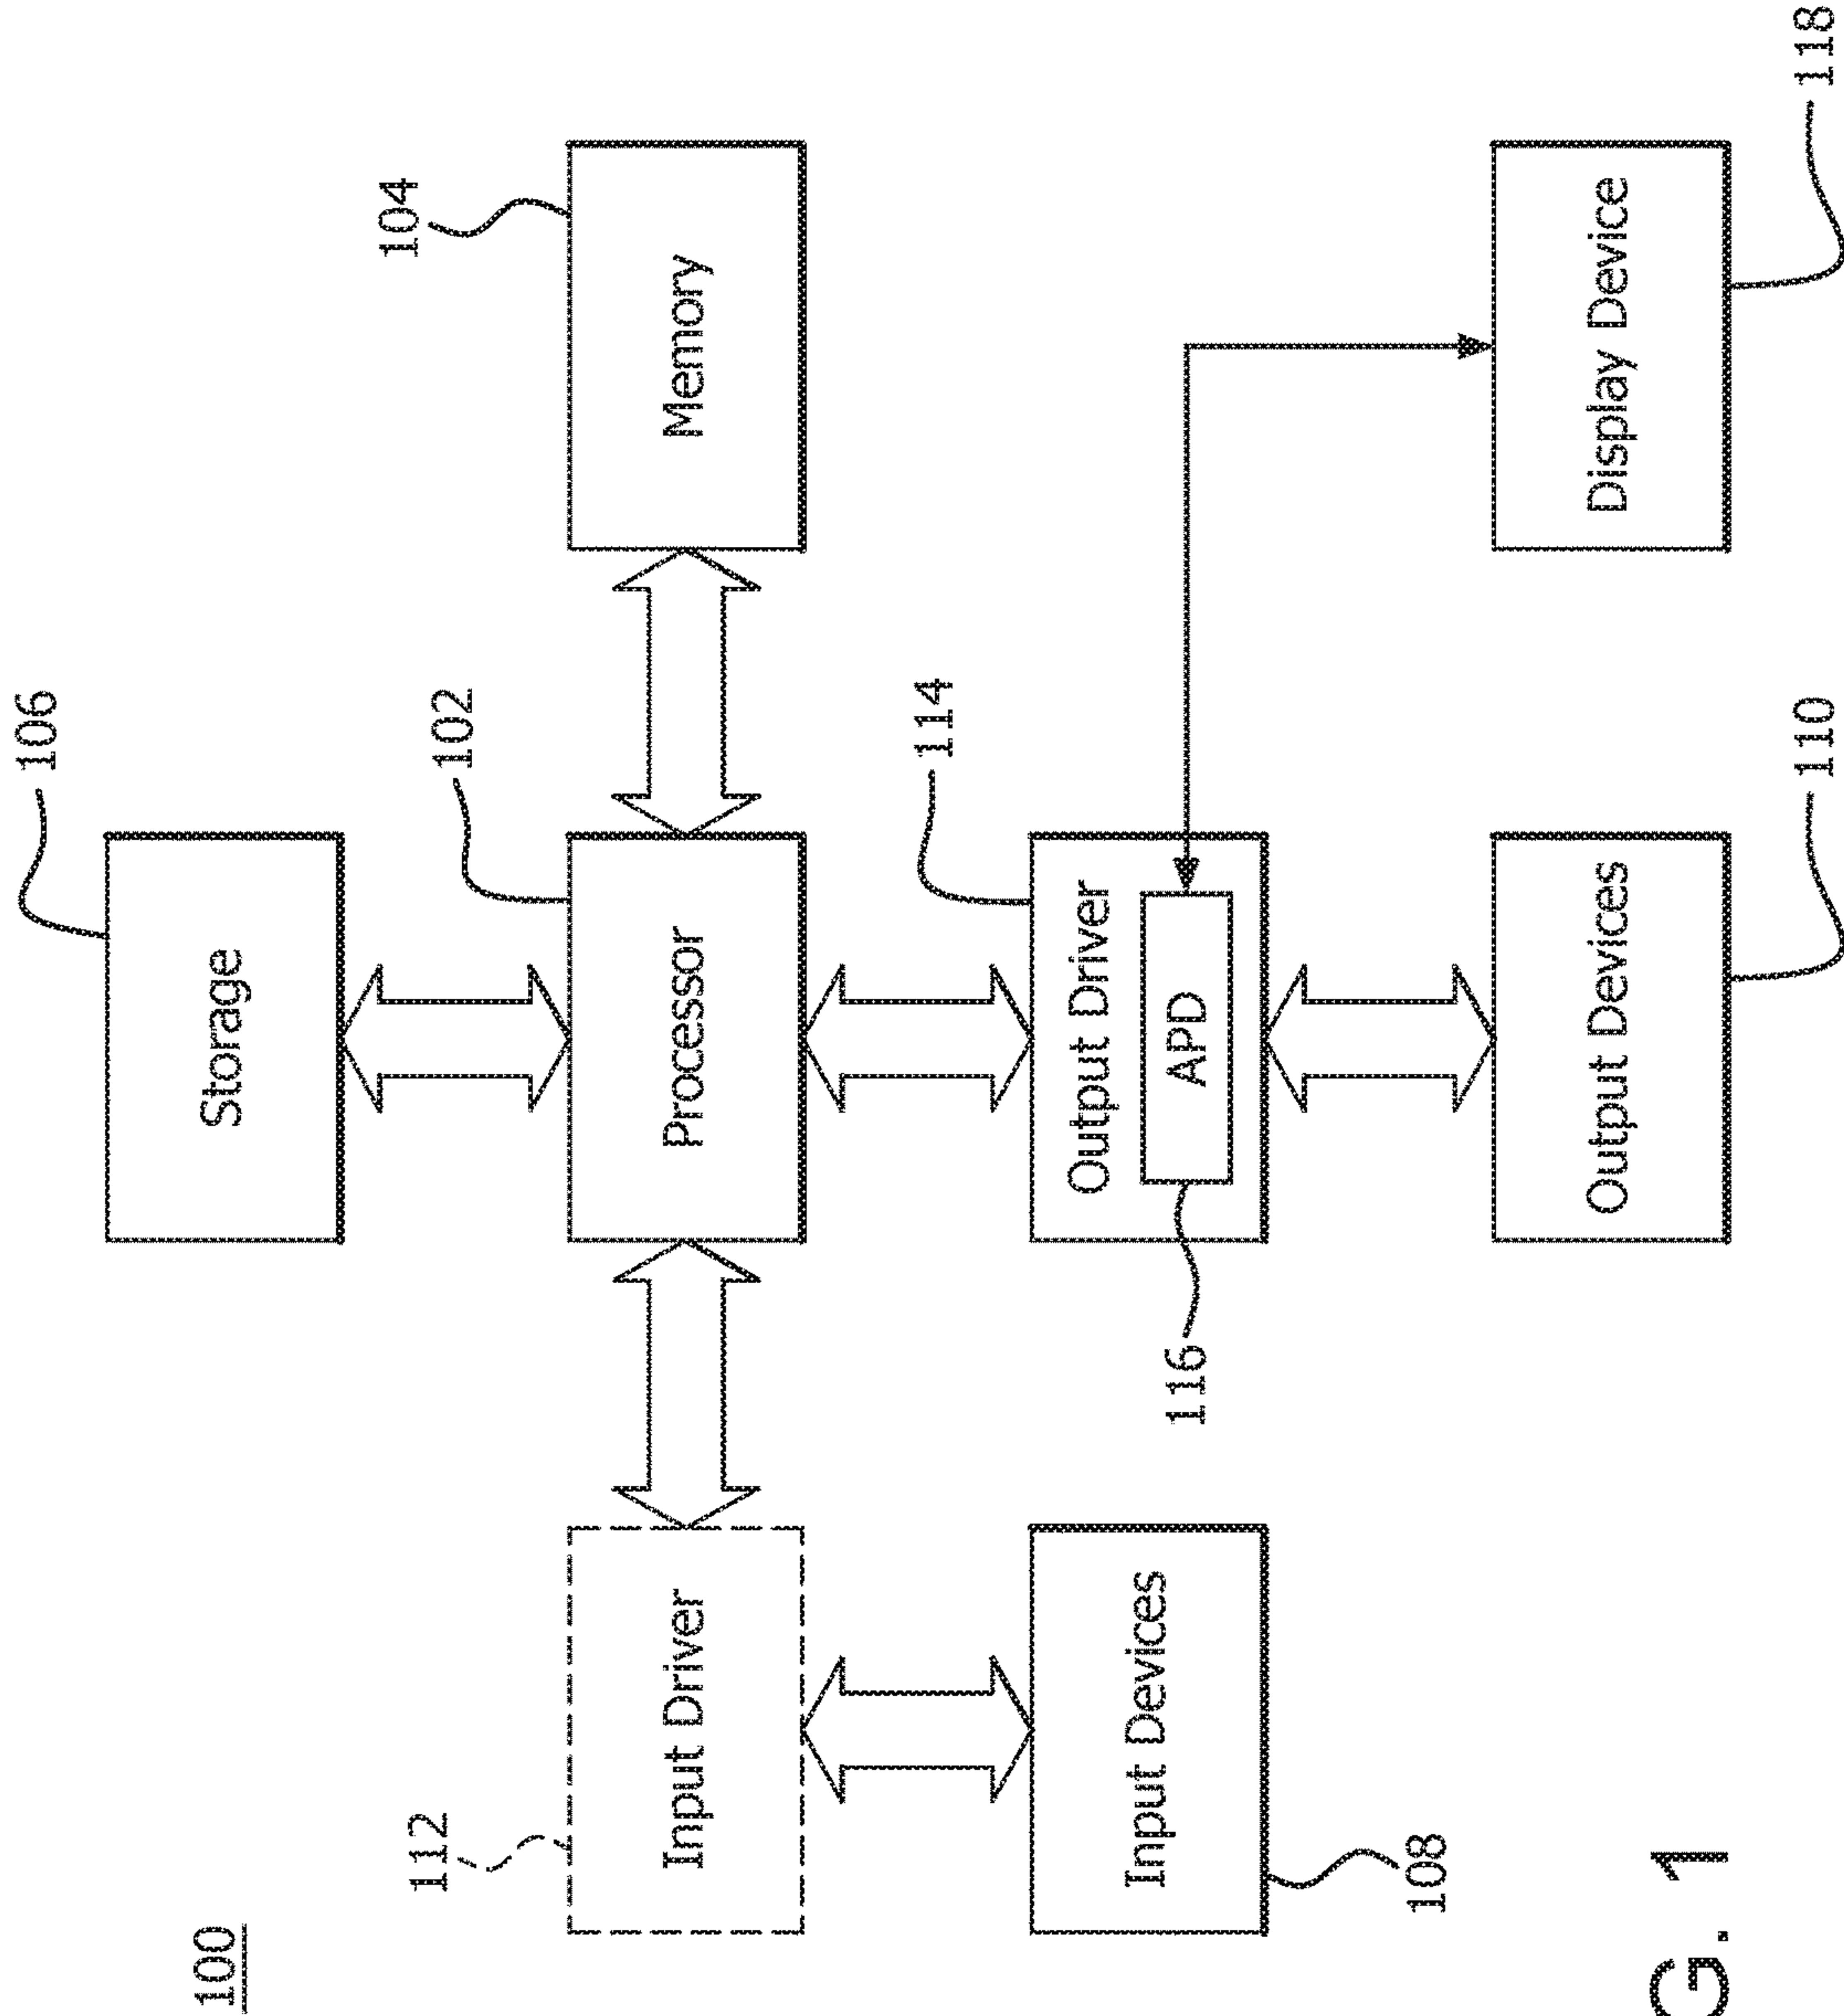 100
106
Storage
112
102
104
Input Driver
Processor
Memory
114
Input Devices
Output Driver
APD
108
116
Output Devices
Display Device
110
118
G. 1